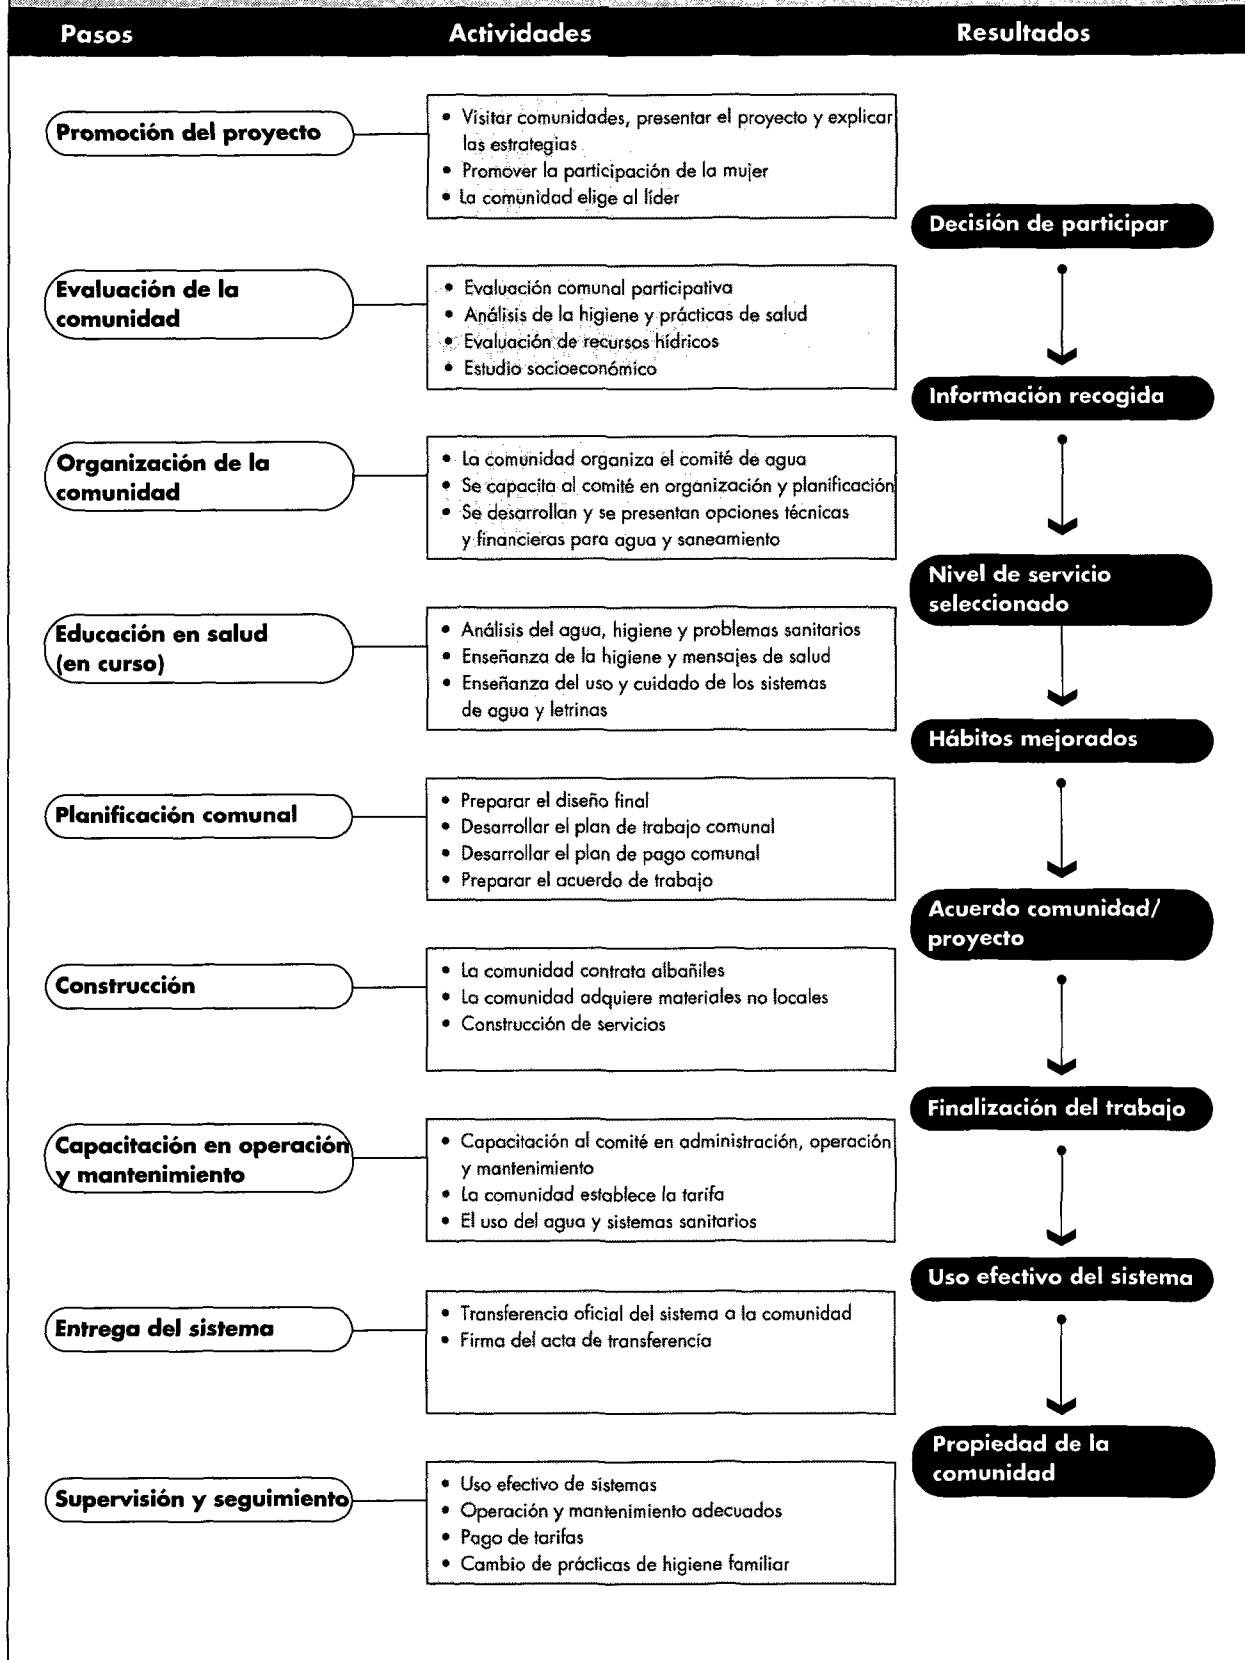 Pasos Actividades Resultados
Promoción del proyecto
• Visitar comunidades, presentar el proyecto y explicar
las estrategias
• Promover la participación de la mujer
• La comunidad elige al líder
Decisión de participar
Evaluación de la
comunidad
• Evaluación comunal participativa
• Análisis de la higiene y prácticas de salud
• Evaluación de recursos hídricos
• Estudio socioeconómico
Información recogida
Organización de la
comunidad
• La comunidad organiza el comité de agua
• Se capacita al comité en organización y planificación
• Se desarrollan y se presentan opciones técnicas
y financieras para agua y saneamiento
Nivel de servicio
seleccionado
Educación en salud
(en curso)
• Análisis del agua, higiene y problemas sanitarios
• Enseñanza de la higiene y mensajes de salud
• Enseñanza del uso y cuidado de los sistemas
de agua y letrinas
Hábitos mejorados
Planificación comunal
• Preparar el diseño final
• Desarrollar el plan de trabajo comunal
• Desarrollar el plan de pago comunal
• Preparar el acuerdo de trabajo
Acuerdo comunidad/
proyecto
Construcción
• La comunidad contrata albañiles
• La comunidad adquiere materiales no locales
• Construcción de servicios
Finalización del trabajo
Capacitación en operación
y mantenimiento
• Capacitación al comité en administración, operación
y mantenimiento
• La comunidad establece la tarifa
• El uso del agua y sistemas sanitarios
Uso efectivo del sistema
Entrega del sistema
• Transferencia oficial del sistema a la comunidad
• Firma del acta de transferencia
Propiedad de la
comunidad
Supervisión y seguimiento
• Uso efectivo de sistemas
• Operación y mantenimiento adecuados
• Pago de tarifas
• Cambio de prácticas de higiene familiar